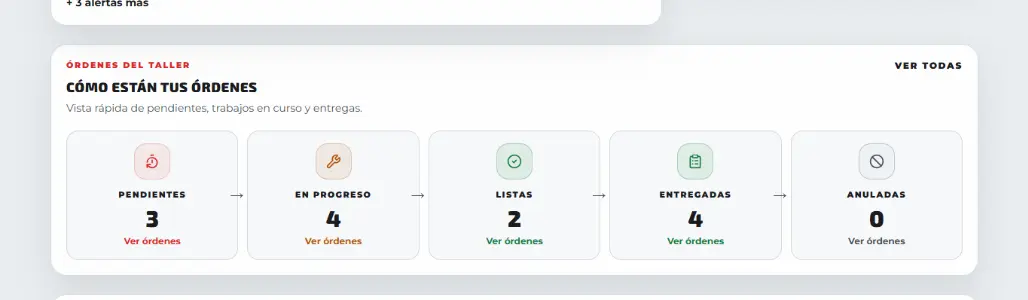 + 3 alertas más
ÓRDENES DEL TALLER
VER TODAS
CÓMO ESTÁN TUS ÓRDENES
Vista rápida de pendientes, trabajos en curso y entregas.
PENDIENTES → EN PROGRESO → LISTAS → ENTREGADAS → ANULADAS
3 4 2 4 0
Ver órdenes Ver órdenes Ver órdenes Ver órdenes Ver órdenes